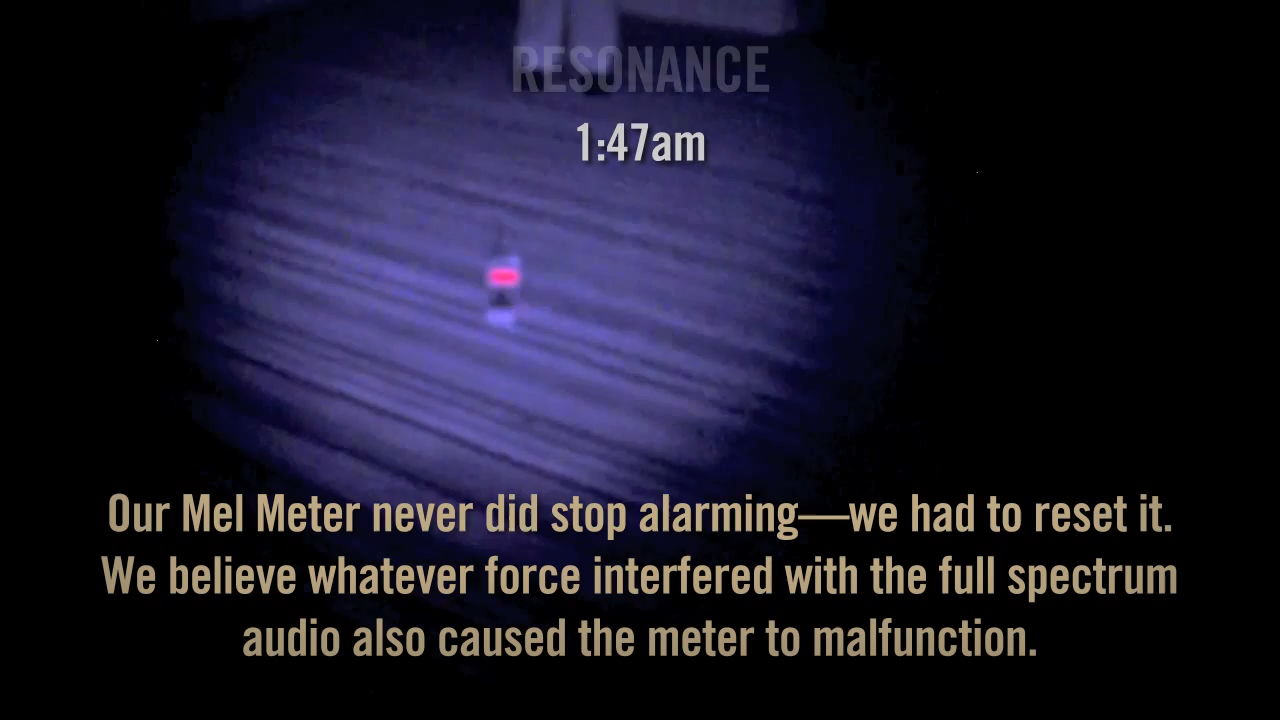 RESONANCE
1:47am
Our Mel Meter never did stop alarming—we had to reset it.
We believe whatever force interfered with the full spectrum
audio also caused the meter to malfunction.